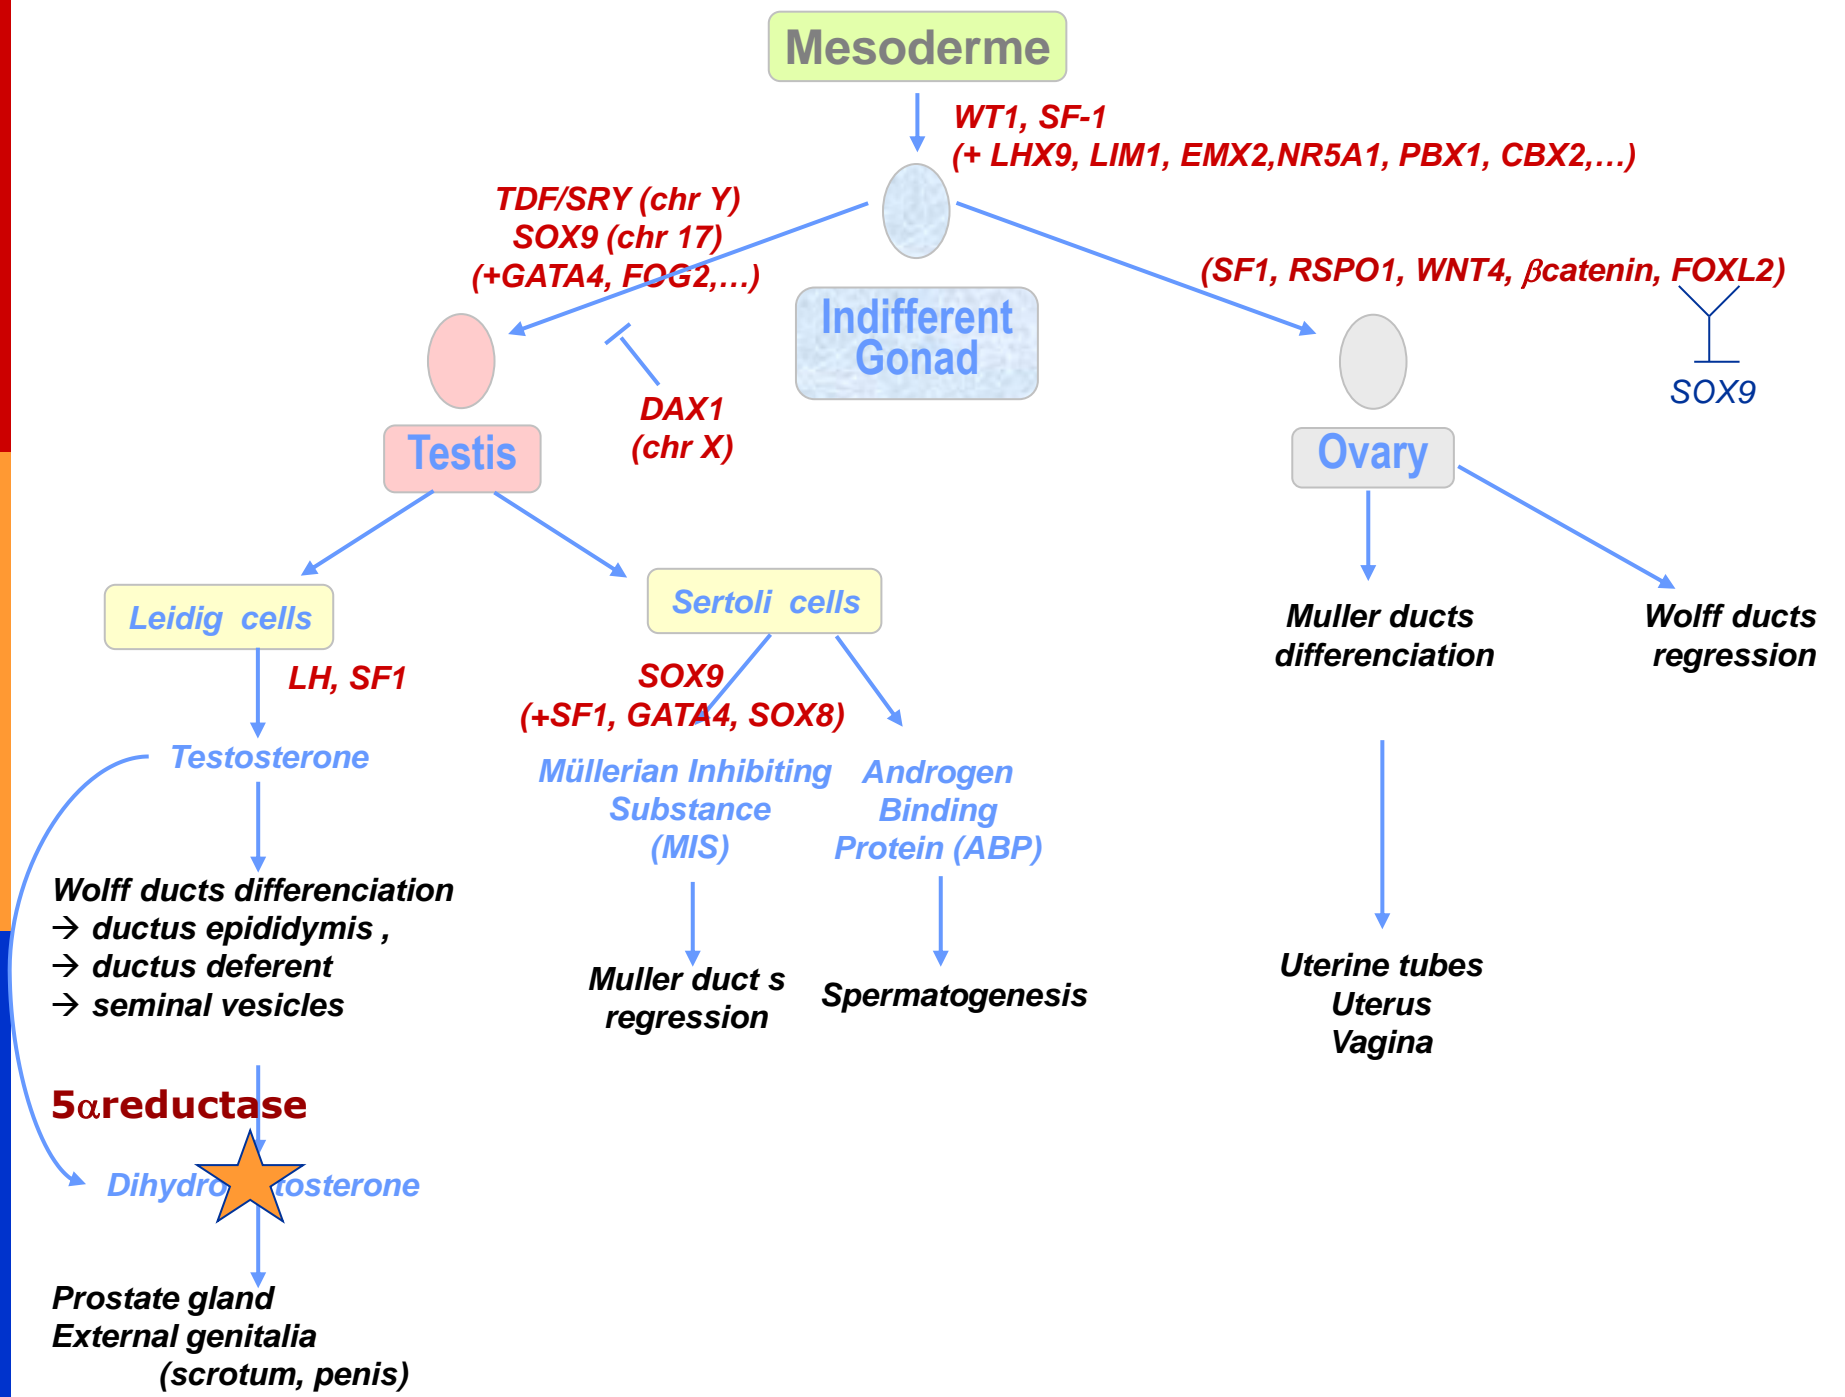 Mesoderme
WT1, SF-1
(+ LHX9, LIM1, EMX2,NR5A1, PBX1, CBX2,…)
TDF/SRY (chr Y)
SOX9 (chr 17)
(+GATA4, FOG2,…)
(SF1, RSPO1, WNT4, βcatenin, FOXL2)
SOX9
Indifferent
Gonad
DAX1
(chr X)
Testis
Ovary
Leidig cells
Sertoli cells
LH, SF1
SOX9
(+SF1, GATA4, SOX8)
Muller ducts
differenciation
Wolff ducts
regression
Testosterone
Müllerian Inhibiting
Substance
(MIS)
Androgen
Binding
Protein (ABP)
Wolff ducts differenciation
→ ductus epididymis ,
→ ductus deferent
→ seminal vesicles
Muller duct s
regression
Spermatogenesis
Uterine tubes
Uterus
Vagina
5αreductase
Dihydrotestosterone
Prostate gland
External genitalia
(scrotum, penis)